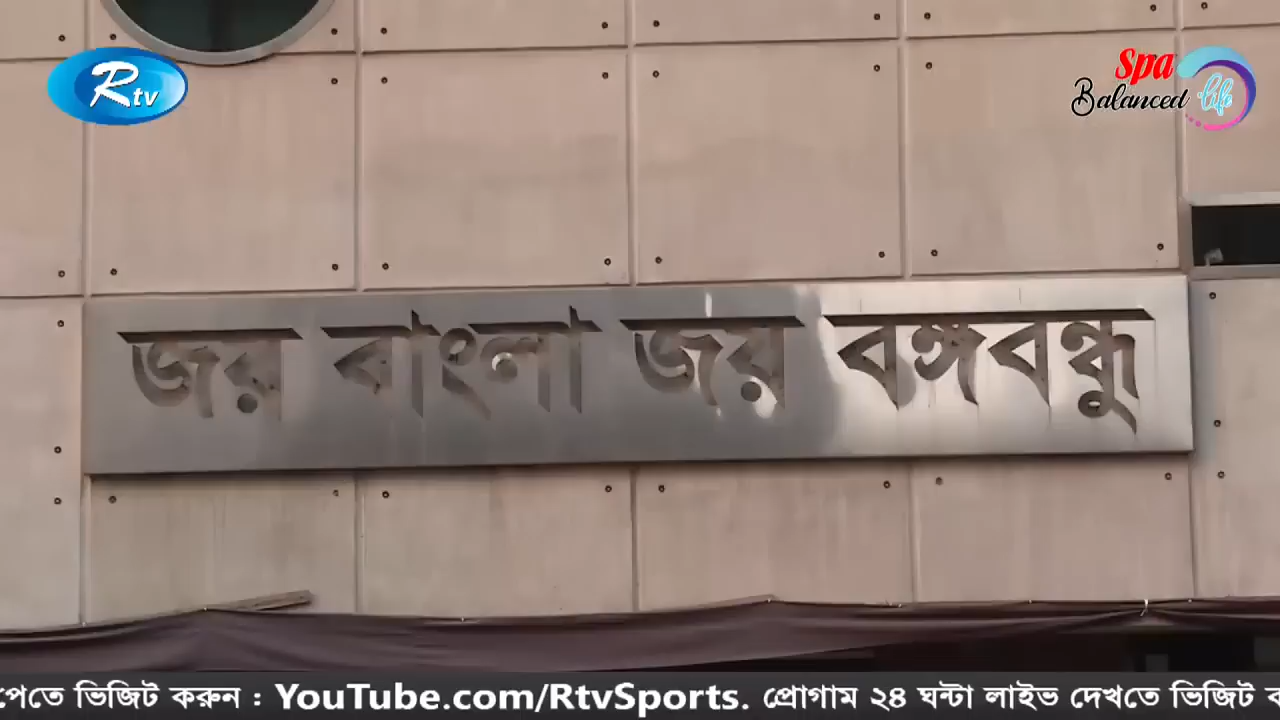 Rtv
Spa
Balanced life
জয় বাংলা জয় বঙ্গবন্ধু
পেতে ভিজিট করুন : YouTube.com/RtvSports. প্রোগাম ২৪ ঘন্টা লাইভ দেখতে ভিজিট